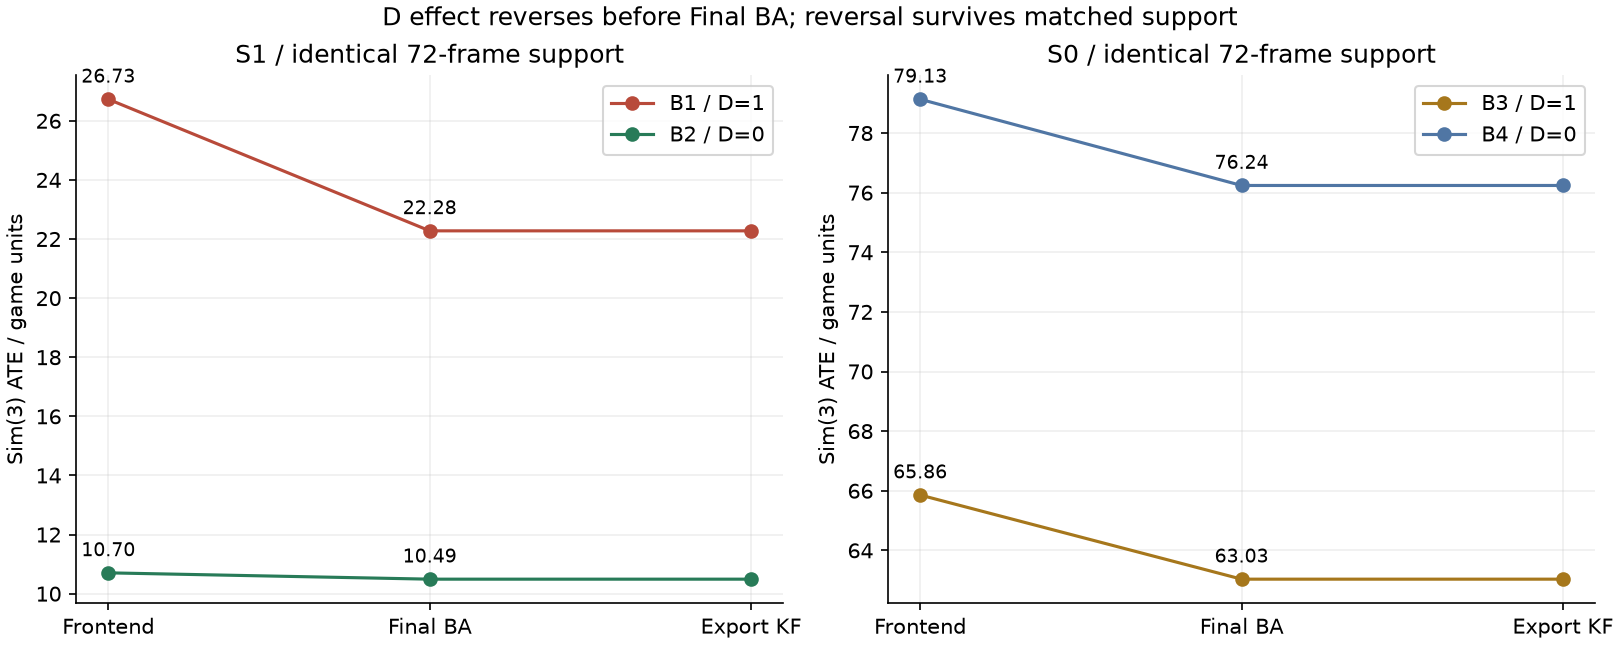 D effect reverses before Final BA; reversal survives matched support
S1 / identical 72-frame support
Sim(3) ATE / game units
26
24
22
20
18
16
14
12
10
26.73
22.28
10.70
10.49
B1 / D=1
B2 / D=0
Frontend
Final BA
Export KF
S0 / identical 72-frame support
Sim(3) ATE / game units
78
76
74
72
70
68
66
64
79.13
76.24
65.86
63.03
B3 / D=1
B4 / D=0
Frontend
Final BA
Export KF